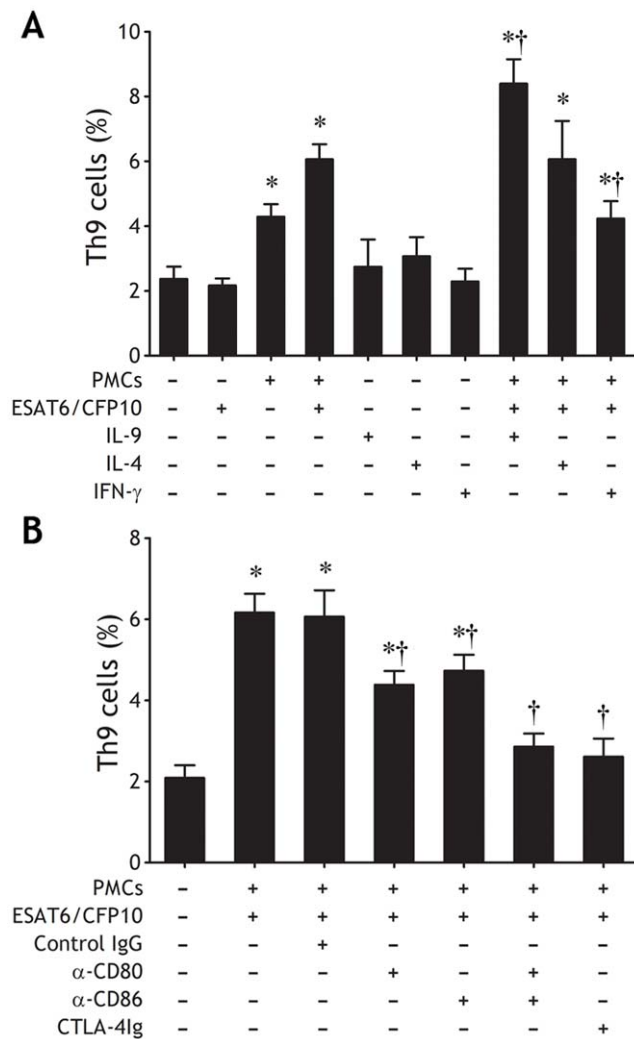 A
10
8
6
4
2
0
Th9 cells (%)
* * *† * *†
PMCs – – + + – – – + + +
ESAT6/CFP10 – + – + – – – + + +
IL-9 – – – – + – – + – –
IL-4 – – – – – + – – + –
IFN-γ – – – – – – + – – +
B
8
6
4
2
0
Th9 cells (%)
* * *† *† † †
PMCs – + + + + + +
ESAT6/CFP10 – + + + + + +
Control IgG – – + – – – –
α-CD80 – – – + – + –
α-CD86 – – – – + + –
CTLA-4Ig – – – – – – +